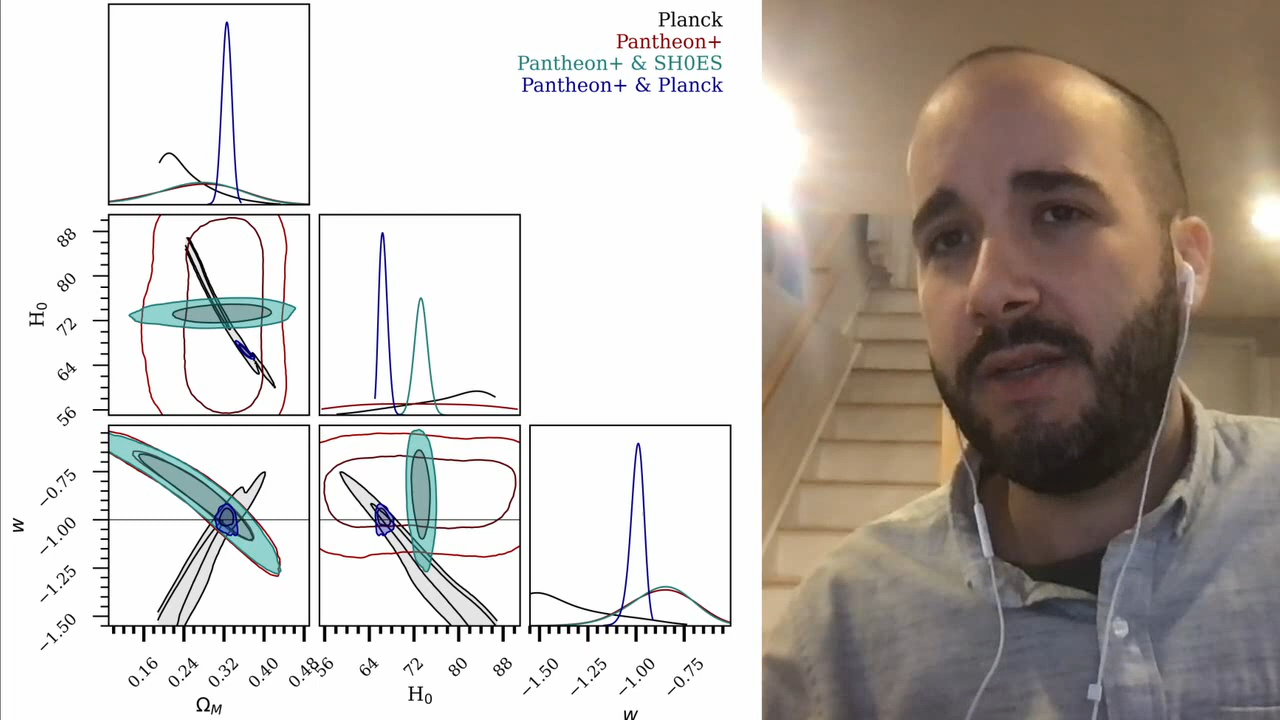 Planck
Pantheon+
Pantheon+ & SH0ES
Pantheon+ & Planck
88
80
72
64
56
H₀
−0.75
−1.00
−1.25
−1.50
w
0.16 0.24 0.32 0.40 0.48
Ω_M
56 64 72 80 88
H₀
−1.50 −1.25 −1.00 −0.75
w